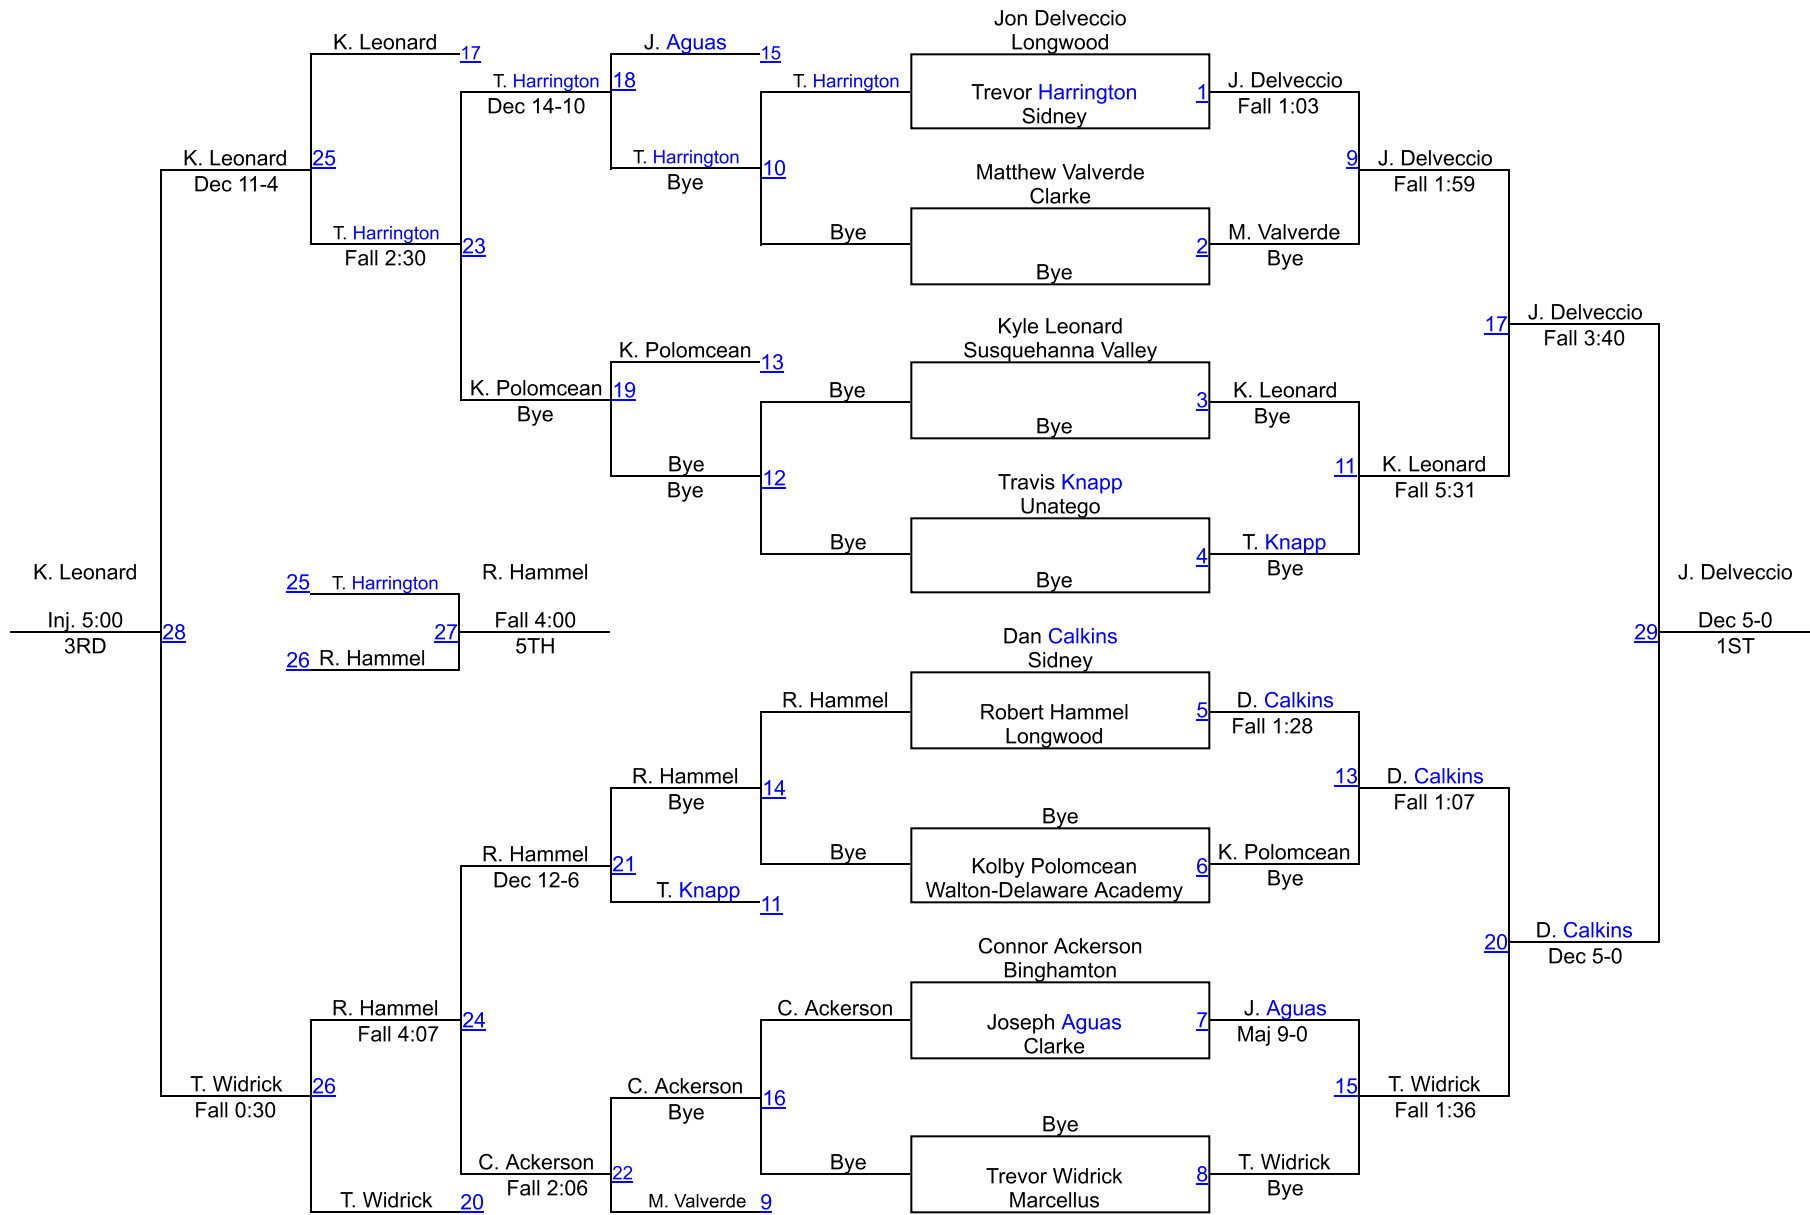 Jon Delveccio
K. Leonard
J. Aguas
Longwood
17
15
T. Harrington
18
T. Harrington
J. Delveccio
Dec 14-10
Trevor Harrington
1
Fall 1:03
Sidney
K. Leonard
25
T. Harrington
10
Matthew Valverde
9
J. Delveccio
Dec 11-4
Bye
Clarke
Fall 1:59
T. Harrington
23
Bye
2
M. Valverde
Fall 2:30
Bye
Bye
Kyle Leonard
17
J. Delveccio
K. Polomcean
13
Susquehanna Valley
Fall 3:40
K. Polomcean
19
Bye
3
K. Leonard
Bye
Bye
Bye
Bye
12
Travis Knapp
11
K. Leonard
Bye
Unatego
Fall 5:31
Bye
4
T. Knapp
Bye
Bye
K. Leonard
25
T. Harrington
R. Hammel
J. Delveccio
Inj. 5:00
28
27
Fall 4:00
29
Dec 5-0
3RD
26
R. Hammel
5TH
1ST
Dan Calkins
Sidney
R. Hammel
Robert Hammel
5
D. Calkins
Longwood
Fall 1:28
R. Hammel
14
13
D. Calkins
Bye
Bye
Fall 1:07
R. Hammel
21
Bye
Kolby Polomcean
6
K. Polomcean
Dec 12-6
T. Knapp
11
Walton-Delaware Academy
Bye
Connor Ackerson
20
D. Calkins
Binghamton
Dec 5-0
R. Hammel
24
C. Ackerson
Joseph Aguas
7
J. Aguas
Fall 4:07
Clarke
Maj 9-0
T. Widrick
26
C. Ackerson
16
15
T. Widrick
Fall 0:30
Bye
Bye
Fall 1:36
C. Ackerson
22
Bye
Trevor Widrick
8
T. Widrick
Fall 2:06
Marcellus
Bye
T. Widrick
20
M. Valverde
9